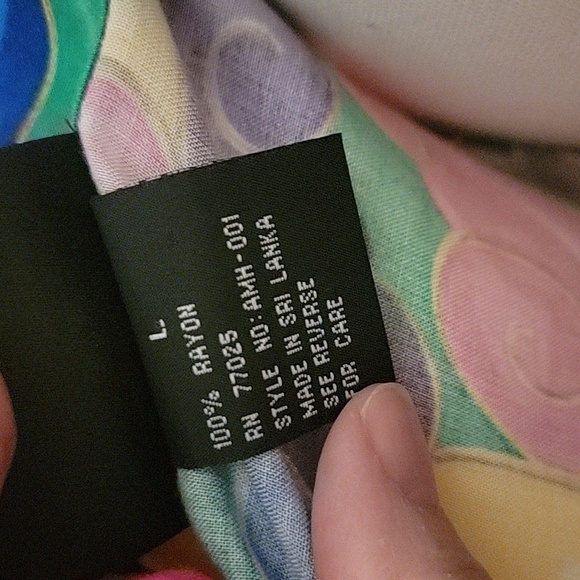 L
100% RAYON
RN 77025
STYLE NO:AMH-001
MADE IN SRI LANKA
SEE REVERSE
FOR CARE